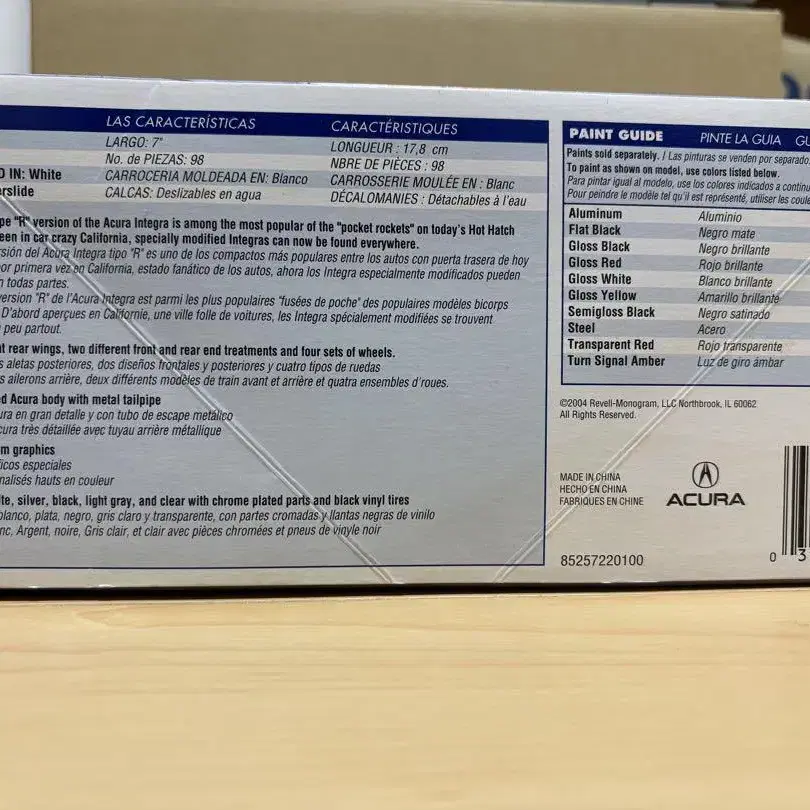 LAS CARACTERÍSTICAS
CARACTÉRISTIQUES
LARGO: 7"
LONGUEUR : 17,8 cm
No. de PIEZAS: 98
NBRE DE PIÈCES : 98
D IN: White
CARROCERIA MOLDEADA EN: Blanco
CARROSSERIE MOULÉE EN : Blanc
erslide
CALCAS: Deslizables en agua
DÉCALOMANIES : Détachables à l'eau
pe "R" version of the Acura Integra is among the most popular of the "pocket rockets" on today's Hot Hatch
een in car crazy California, specially modified Integras can now be found everywhere.
rsión del Acura Integra tipo "R" es uno de los compactos más populares entre los autos con puerta trasera de hoy
or primera vez en California, estado fanático de los autos, ahora los Integra especialmente modificados pueden
n todas partes.
version "R" de l'Acura Integra est parmi les plus populaires "fusées de poche" des populaires modèles bicorps
D'abord aperçues en Californie, une ville folle de voitures, les Integra spécialement modifiées se trouvent
peu partout.
nt rear wings, two different front and rear end treatments and four sets of wheels.
s aletas posteriores, dos diseños frontales y posteriores y cuatro tipos de ruedas
s ailerons arrière, deux différents modèles de train avant et arrière et quatra ensembles d'roues.
ed Acura body with metal tailpipe
ura en gran detalle y con tubo de escape metálico
cura très détaillée avec tuyau arrière métallique
m graphics
ficos especiales
nalisés hauts en couleur
ite, silver, black, light gray, and clear with chrome plated parts and black vinyl tires
blanco, plata, negro, gris claro y transparente, con partes cromadas y llantas negras de vinilo
nc, Argent, noire, Gris clair, et clair avec pièces chromées et pneus de vinyle noir
PAINT GUIDE
PINTE LA GUIA
GU
Paints sold separately. / Las pinturas se venden por separado.
To paint as shown on model, use colors listed below.
Para pintar igual al modelo, use los colores indicados a continu
Pour peindre le modèle tel qu'il est représenté, utiliser les coule
Aluminum
Aluminio
Flat Black
Negro mate
Gloss Black
Negro brillante
Gloss Red
Rojo brillante
Gloss White
Blanco brillante
Gloss Yellow
Amarillo brillante
Semigloss Black
Negro satinado
Steel
Acero
Transparent Red
Rojo transparente
Turn Signal Amber
Luz de giro ámbar
©2004 Revell-Monogram, LLC Northbrook, IL 60062
All Rights Reserved.
MADE IN CHINA
HECHO EN CHINA
FABRIQUES EN CHINE
ACURA
85257220100
0 3